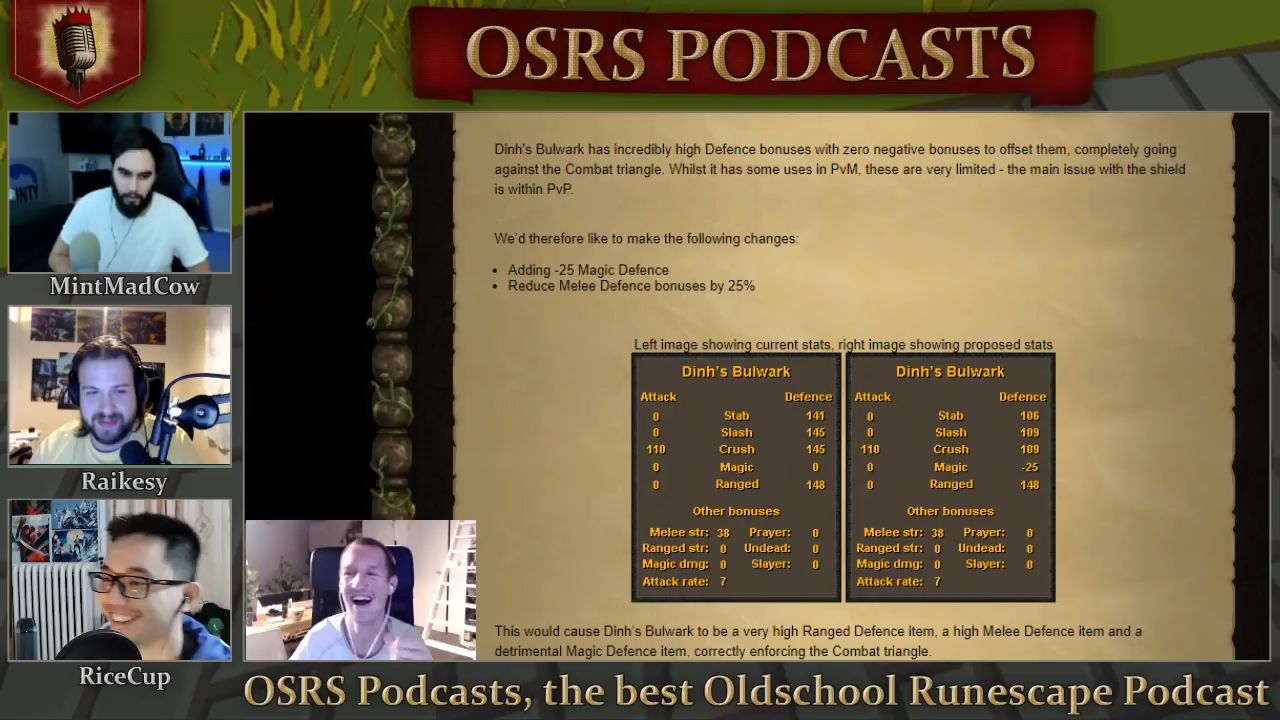 OSRS PODCASTS
Dinh's Bulwark has incredibly high Defence bonuses with zero negative bonuses to offset them, completely going
against the Combat triangle. Whilst it has some uses in PvM, these are very limited - the main issue with the shield
is within PvP.
We'd therefore like to make the following changes:
• Adding -25 Magic Defence
• Reduce Melee Defence bonuses by 25%
Left image showing current stats, right image showing proposed stats
Dinh's Bulwark
Attack Defence
0 Stab 141
0 Slash 145
110 Crush 145
0 Magic 0
0 Ranged 148
Other bonuses
Melee str: 38 Prayer: 0
Ranged str: 0 Undead: 0
Magic dmg: 0 Slayer: 0
Attack rate: 7
Dinh's Bulwark
Attack Defence
0 Stab 106
0 Slash 109
110 Crush 109
0 Magic -25
0 Ranged 148
Other bonuses
Melee str: 38 Prayer: 0
Ranged str: 0 Undead: 0
Magic dmg: 0 Slayer: 0
Attack rate: 7
This would cause Dinh's Bulwark to be a very high Ranged Defence item, a high Melee Defence item and a
detrimental Magic Defence item, correctly enforcing the Combat triangle.
MintMadCow
Raikesy
RiceCup
OSRS Podcasts, the best Oldschool Runescape Podcast